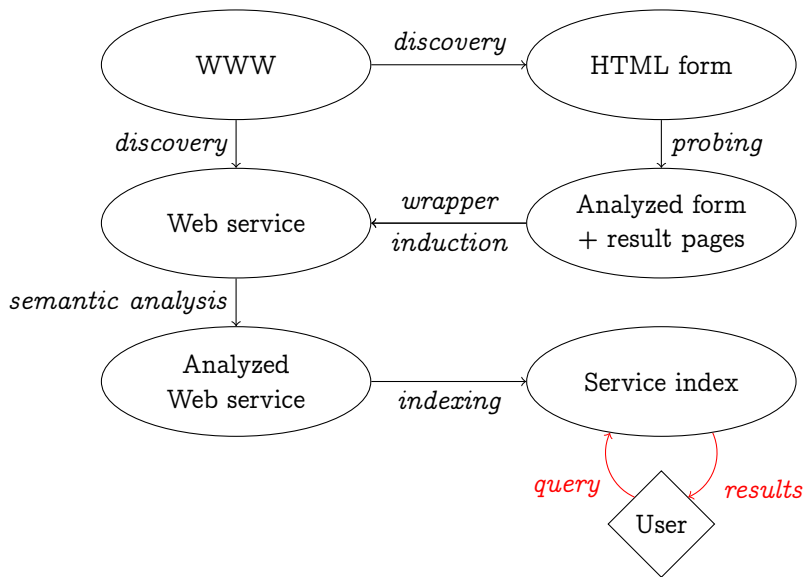 WWW
discovery
HTML form
discovery
probing
Web service
wrapper
induction
Analyzed form
+ result pages
semantic analysis
Analyzed
Web service
indexing
Service index
query
results
User